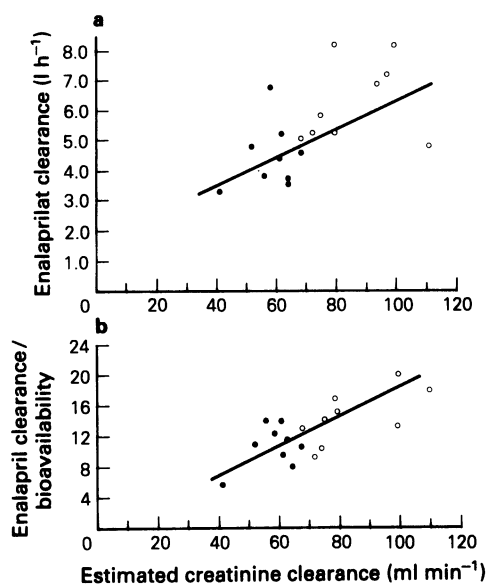 a
Enalaprilat clearance (l h⁻¹)
8.0
7.0
6.0
5.0
4.0
3.0
2.0
1.0
0 20 40 60 80 100 120
b
Enalapril clearance/
bioavailability
24
20
16
12
8
4
0 20 40 60 80 100 120
Estimated creatinine clearance (ml min⁻¹)